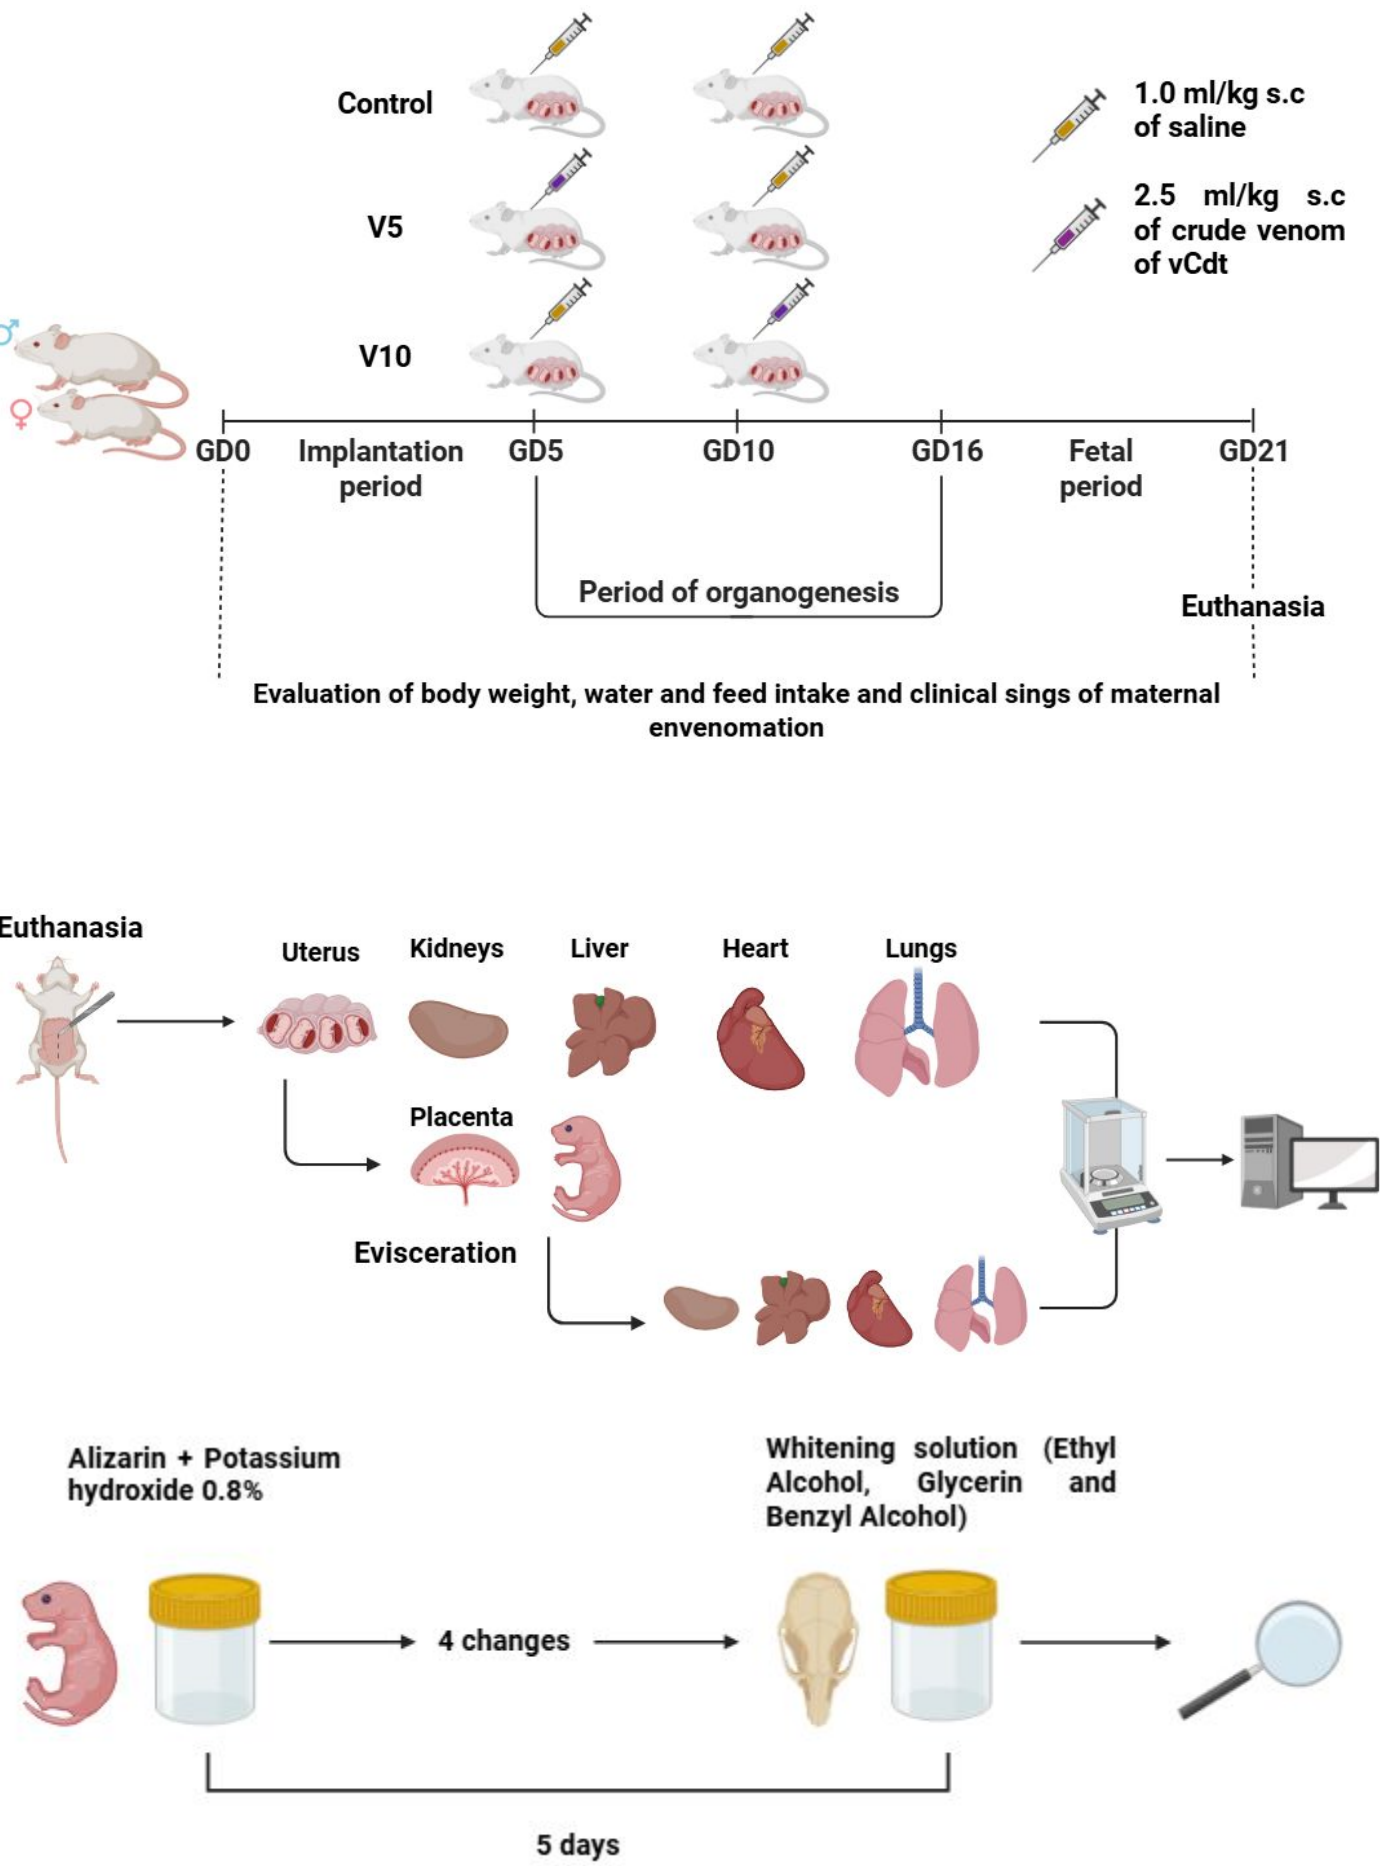 Control
1.0 ml/kg s.c
of saline
V5
2.5 ml/kg s.c
of crude venom
of vCdt
V10
♂
♀
GD0
Implantation
period
GD5
GD10
GD16
Fetal
period
GD21
Period of organogenesis
Euthanasia
Evaluation of body weight, water and feed intake and clinical sings of maternal
envenomation
Euthanasia
Uterus
Kidneys
Liver
Heart
Lungs
Placenta
Evisceration
Alizarin + Potassium
hydroxide 0.8%
Whitening solution (Ethyl
Alcohol, Glycerin and
Benzyl Alcohol)
4 changes
5 days